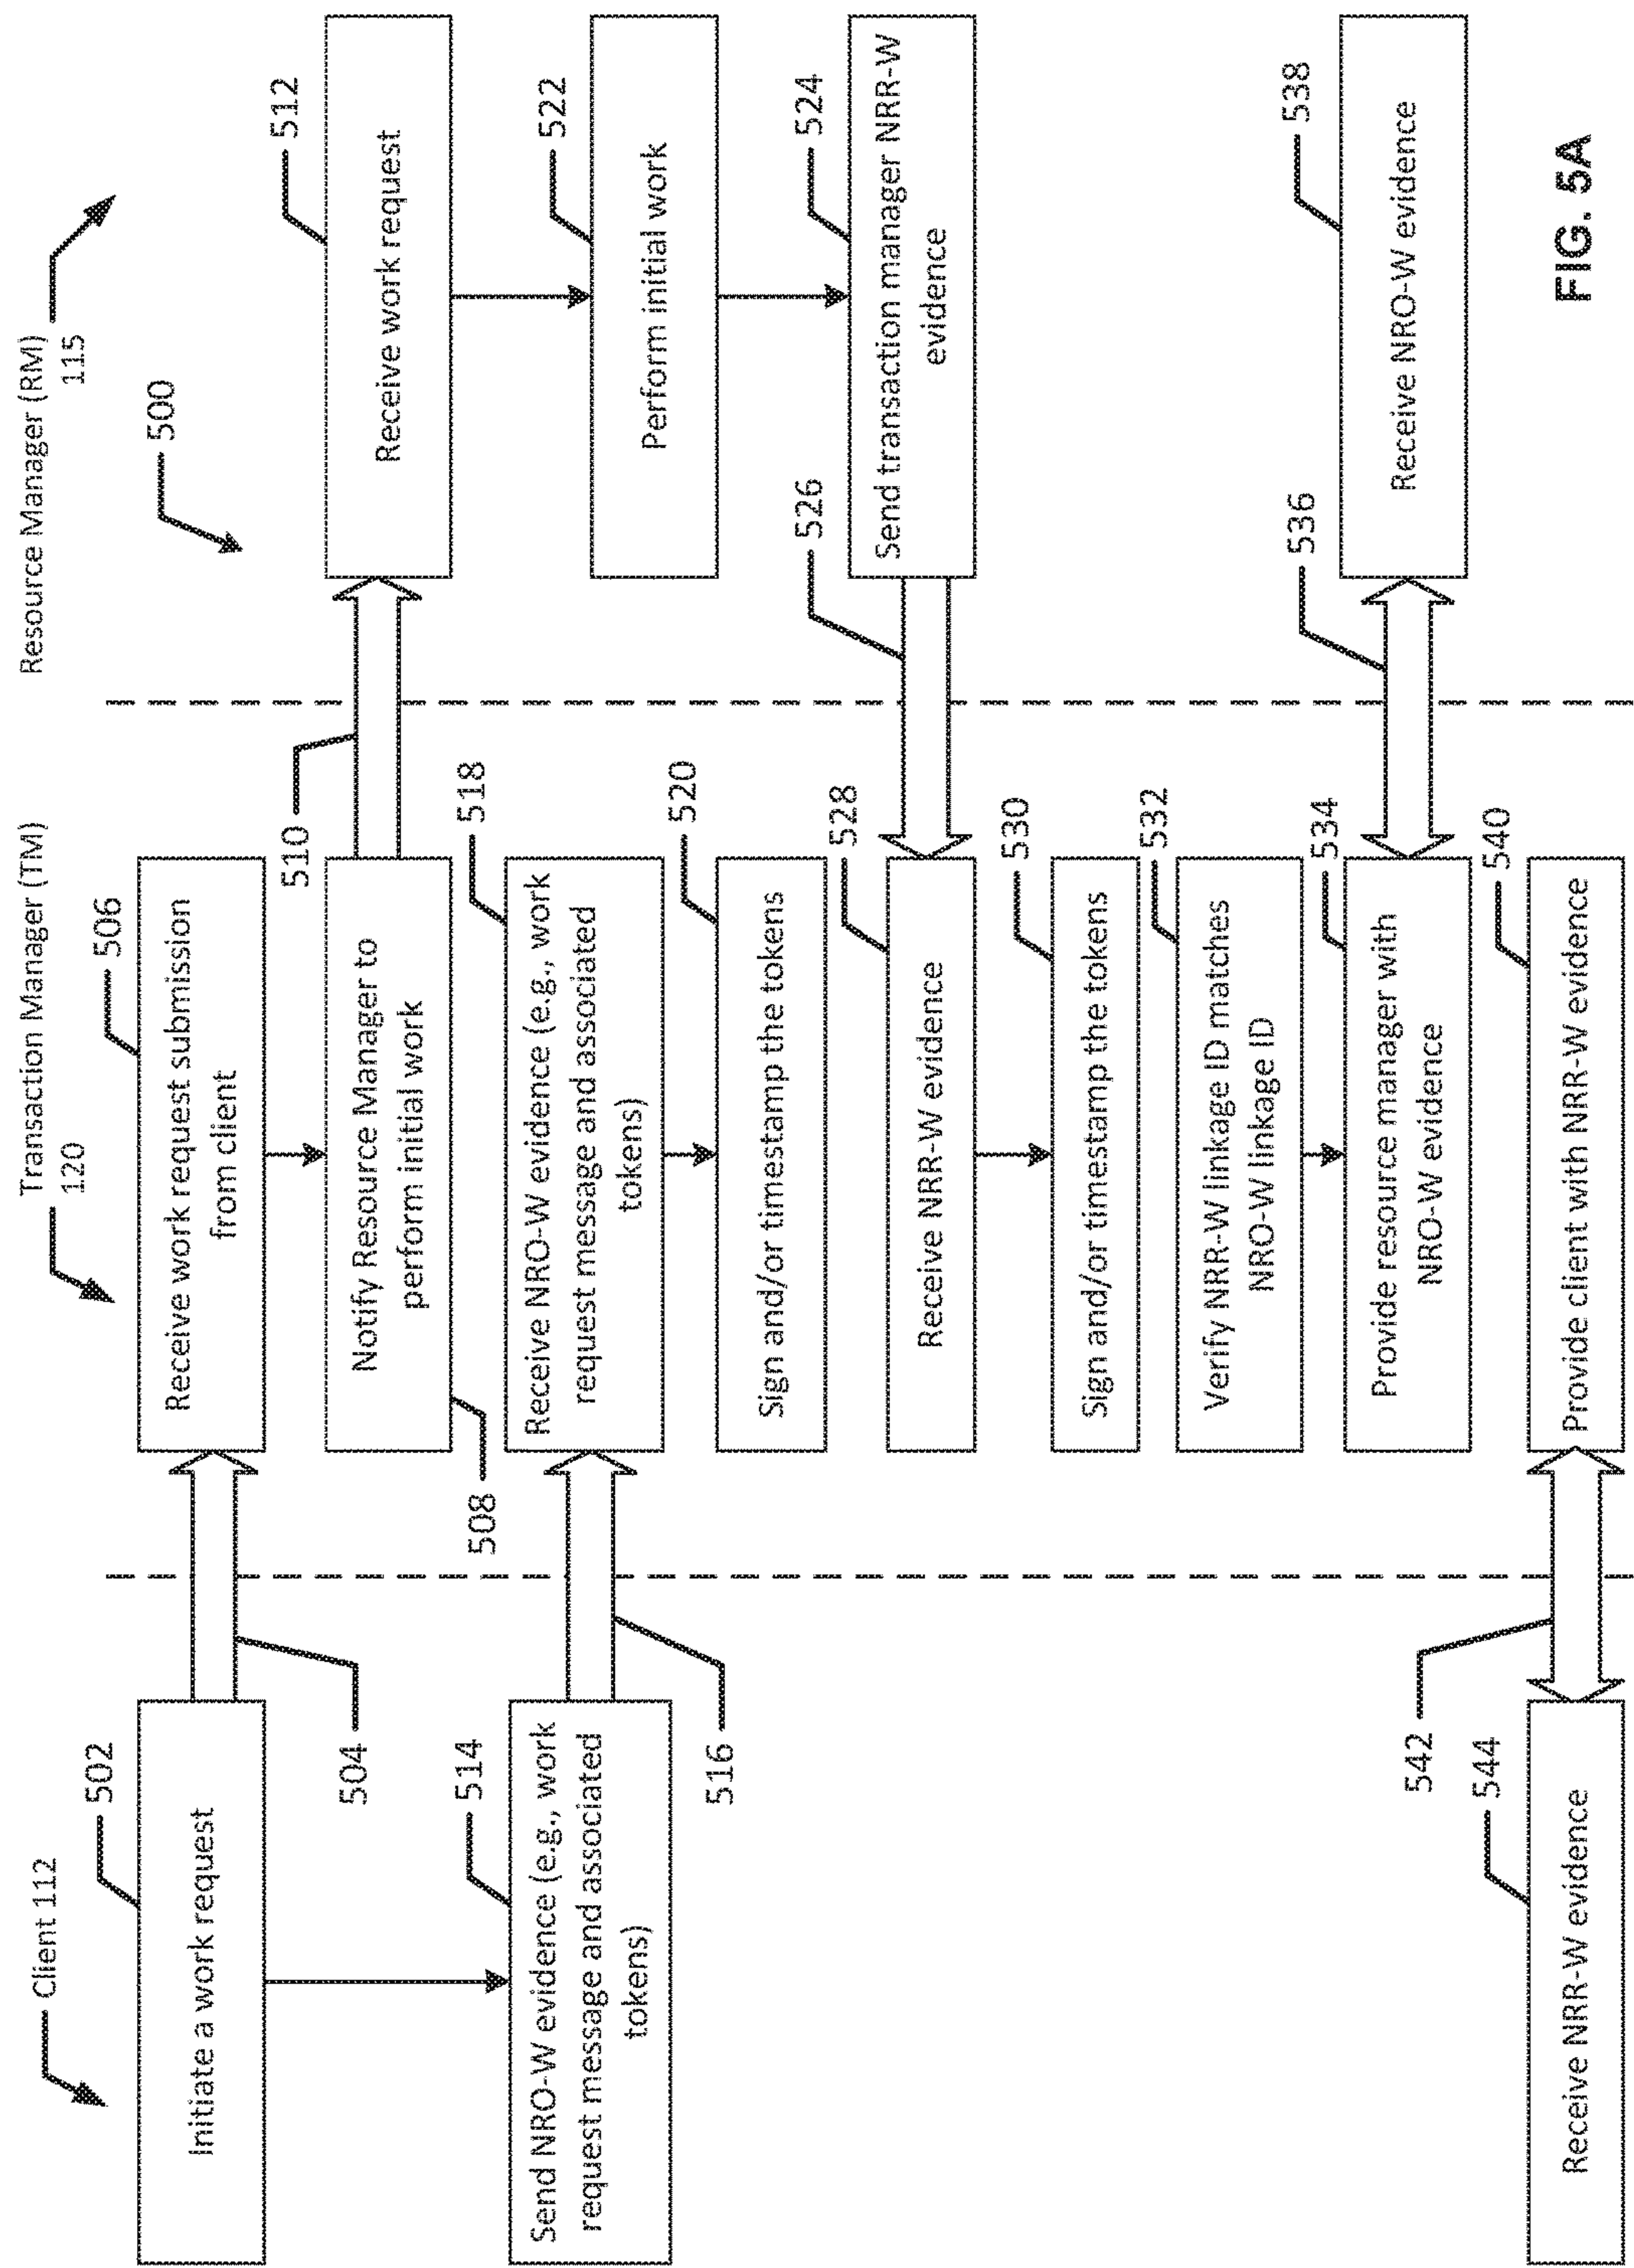 Client 112
Transaction Manager (TM)
120
Resource Manager (RM)
115
500
502
Initiate a work request
504
506
Receive work request submission
from client
508
Notify Resource Manager to
perform initial work
510
512
Receive work request
514
Send NRO-W evidence (e.g., work
request message and associated
tokens)
516
518
Receive NRO-W evidence (e.g., work
request message and associated
tokens)
520
Sign and/or timestamp the tokens
522
Perform initial work
524
Send transaction manager NRR-W
evidence
526
528
Receive NRR-W evidence
530
Sign and/or timestamp the tokens
532
Verify NRR-W linkage ID matches
NRO-W linkage ID
534
Provide resource manager with
NRO-W evidence
536
538
Receive NRO-W evidence
540
Provide client with NRR-W evidence
542
544
Receive NRR-W evidence
FIG. 5A